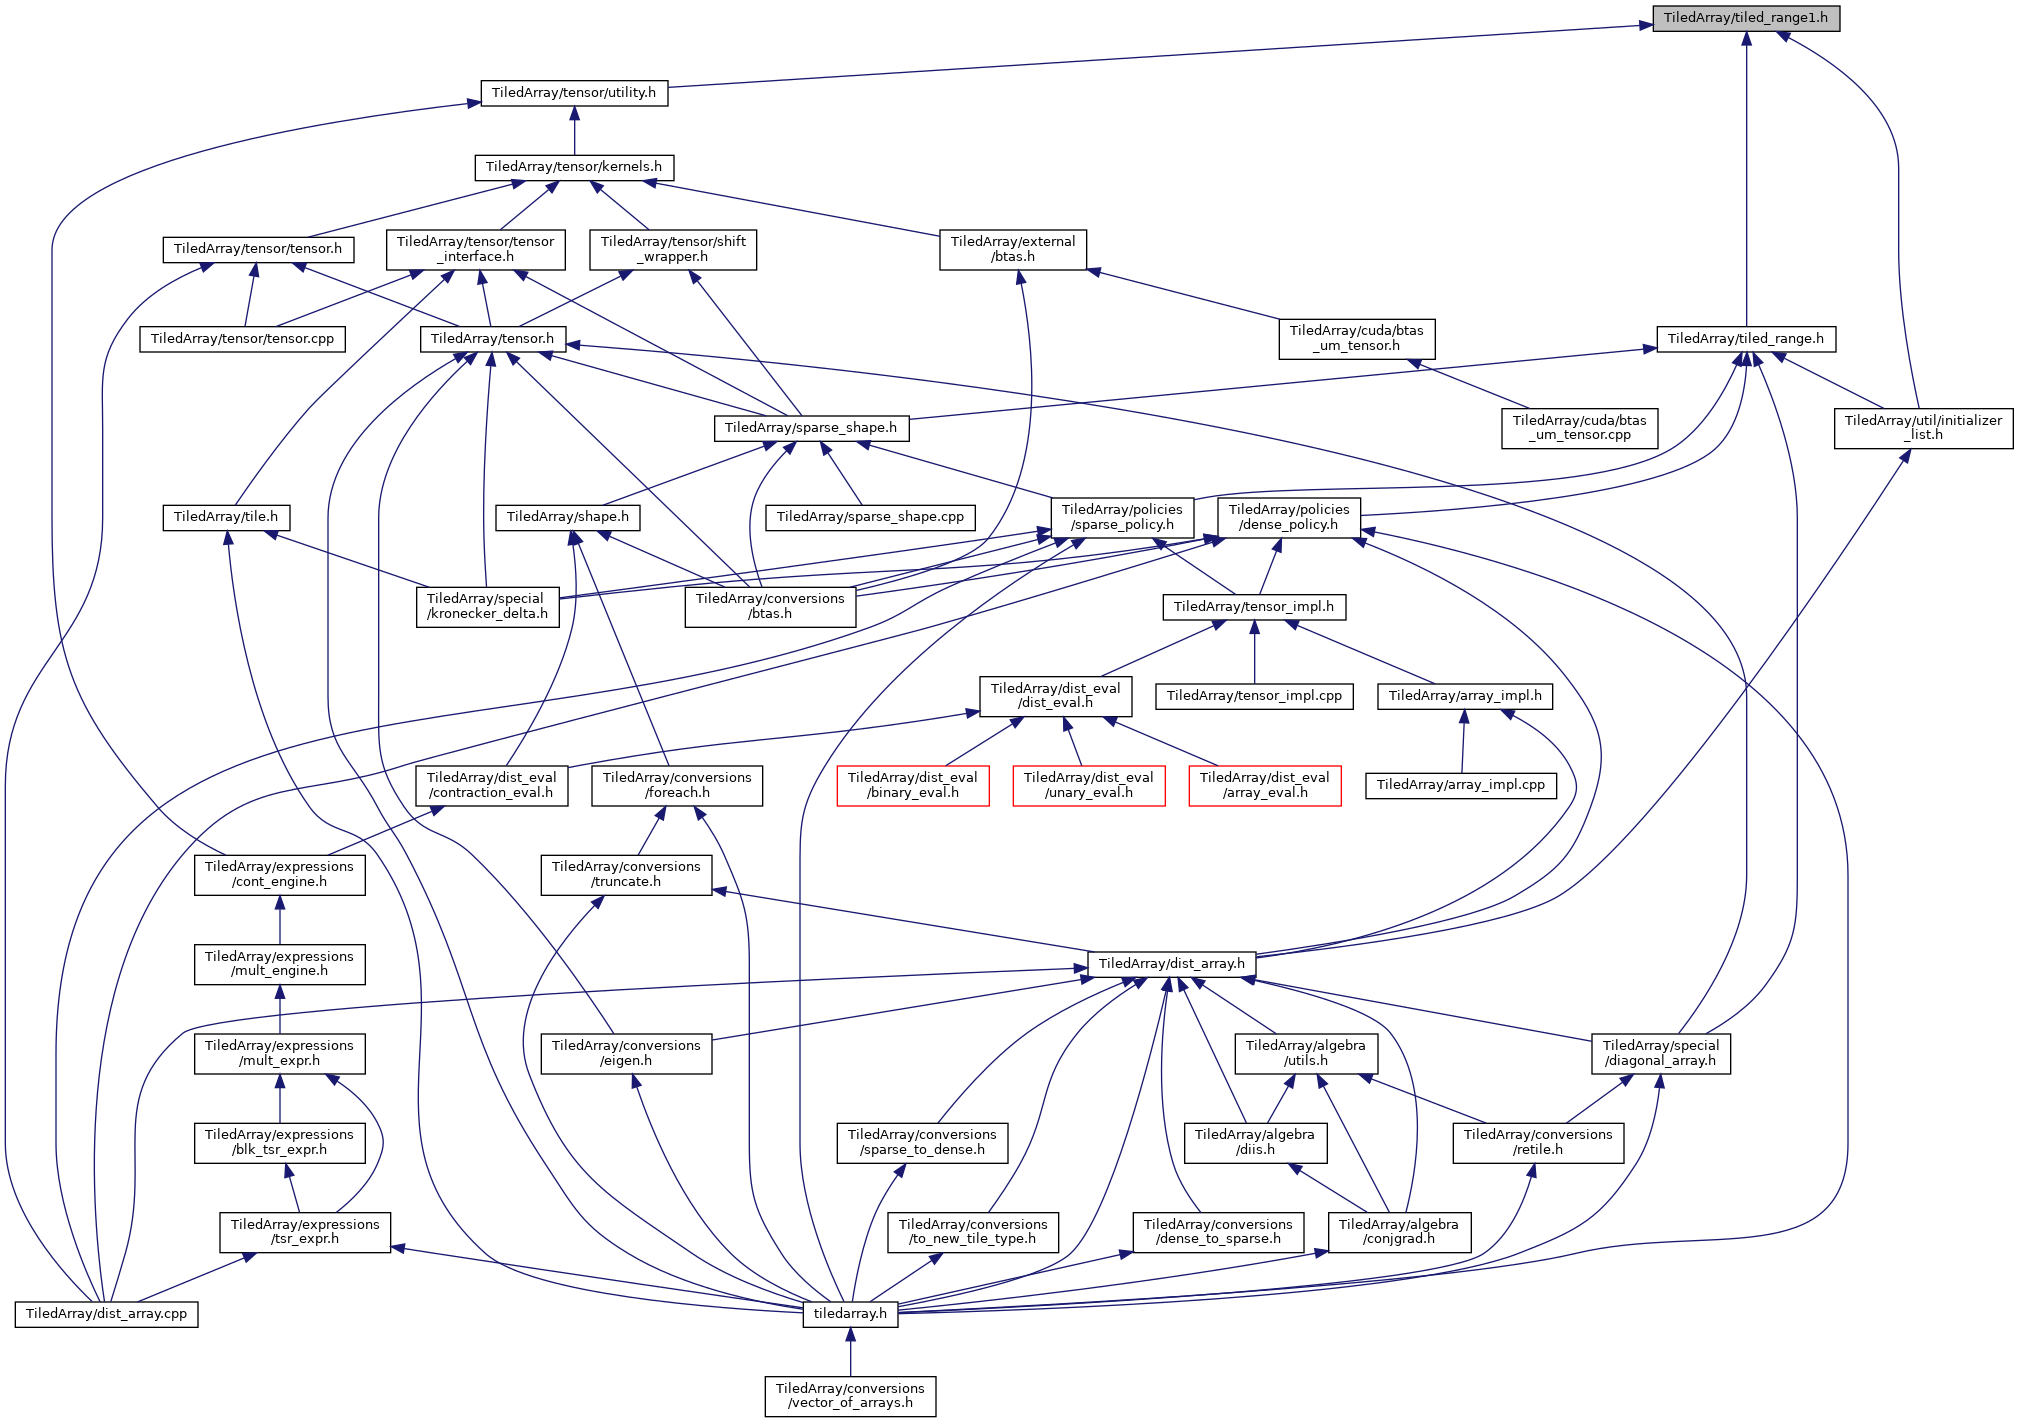 TiledArray/tiled_range1.h
TiledArray/tensor/utility.h
TiledArray/tensor/kernels.h
TiledArray/tensor/tensor.h
TiledArray/tensor/tensor
_interface.h
TiledArray/tensor/shift
_wrapper.h
TiledArray/external
/btas.h
TiledArray/tensor/tensor.cpp
TiledArray/tensor.h
TiledArray/cuda/btas
_um_tensor.h
TiledArray/tiled_range.h
TiledArray/sparse_shape.h
TiledArray/cuda/btas
_um_tensor.cpp
TiledArray/util/initializer
_list.h
TiledArray/tile.h
TiledArray/shape.h
TiledArray/sparse_shape.cpp
TiledArray/policies
/sparse_policy.h
TiledArray/policies
/dense_policy.h
TiledArray/special
/kronecker_delta.h
TiledArray/conversions
/btas.h
TiledArray/tensor_impl.h
TiledArray/dist_eval
/dist_eval.h
TiledArray/tensor_impl.cpp
TiledArray/array_impl.h
TiledArray/dist_eval
/contraction_eval.h
TiledArray/conversions
/foreach.h
TiledArray/dist_eval
/binary_eval.h
TiledArray/dist_eval
/unary_eval.h
TiledArray/dist_eval
/array_eval.h
TiledArray/array_impl.cpp
TiledArray/expressions
/cont_engine.h
TiledArray/conversions
/truncate.h
TiledArray/expressions
/mult_engine.h
TiledArray/dist_array.h
TiledArray/expressions
/mult_expr.h
TiledArray/conversions
/eigen.h
TiledArray/algebra
/utils.h
TiledArray/special
/diagonal_array.h
TiledArray/expressions
/blk_tsr_expr.h
TiledArray/conversions
/sparse_to_dense.h
TiledArray/algebra
/diis.h
TiledArray/conversions
/retile.h
TiledArray/expressions
/tsr_expr.h
TiledArray/conversions
/to_new_tile_type.h
TiledArray/conversions
/dense_to_sparse.h
TiledArray/algebra
/conjgrad.h
TiledArray/dist_array.cpp
tiledarray.h
TiledArray/conversions
/vector_of_arrays.h